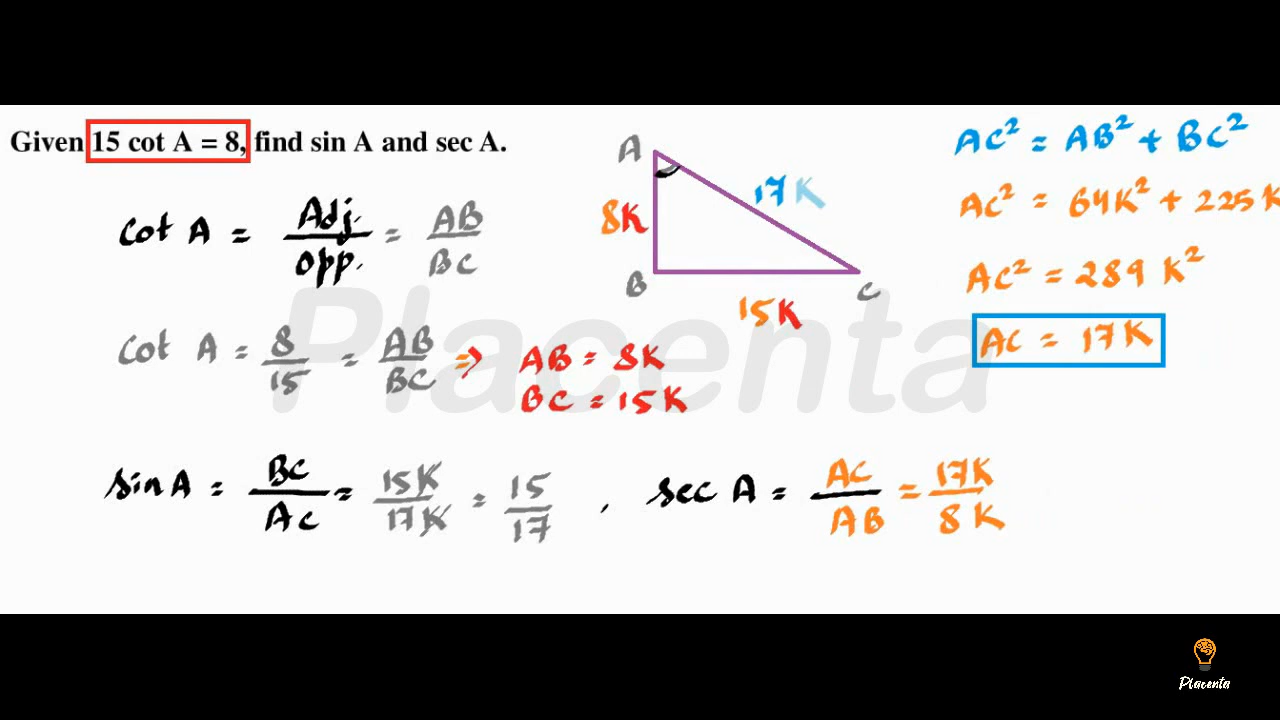 Given 15 cot A = 8, find sin A and sec A.
cot A = Adj. / opp. = AB / BC
cot A = 8 / 15 = AB / BC => AB = 8K
BC = 15K
A
8K
17K
B
C
15K
AC² = AB² + BC²
AC² = 64K² + 225K
AC² = 289 K²
AC = 17K
sin A = BC / AC = 15K / 17K = 15 / 17 , sec A = AC / AB = 17K / 8K
Placenta
Placenta